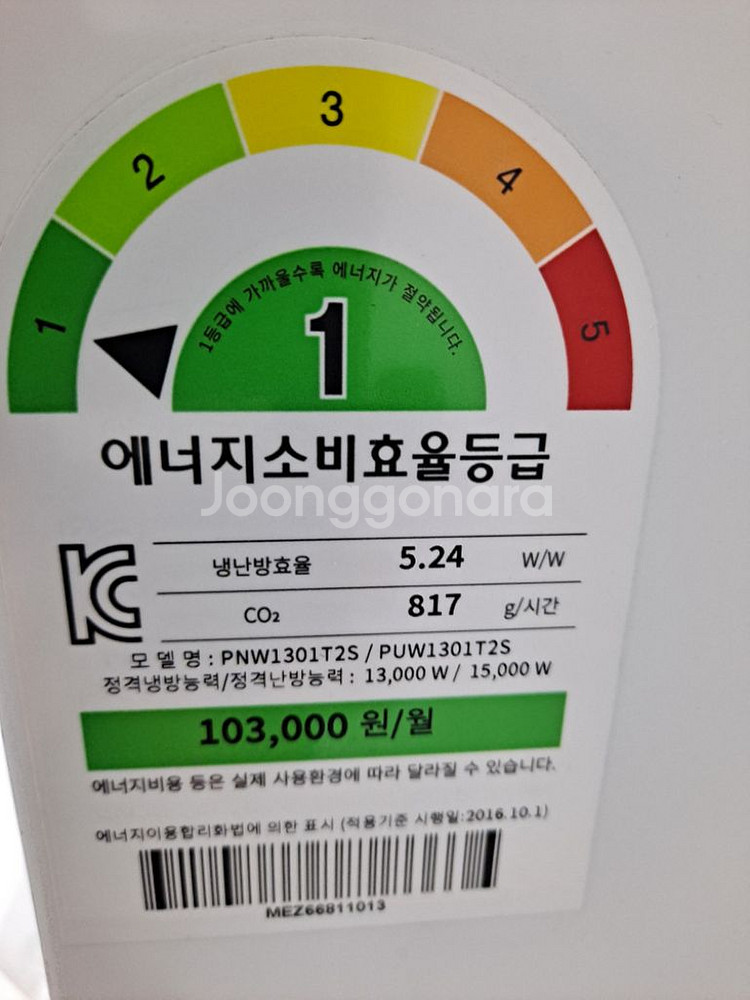 1
2
3
4
5
1등급에 가까울수록 에너지가 절약됩니다.
1
에너지소비효율등급
Joonggonara
KC
냉난방효율 5.24 W/W
CO₂ 817 g/시간
모 델 명 : PNW1301T2S / PUW1301T2S
정격냉방능력/정격난방능력 : 13,000 W / 15,000 W
103,000 원/월
에너지비용 등은 실제 사용환경에 따라 달라질 수 있습니다.
에너지이용합리화법에 의한 표시 (적용기준 시행일:2016.10.1)
MEZ66811013